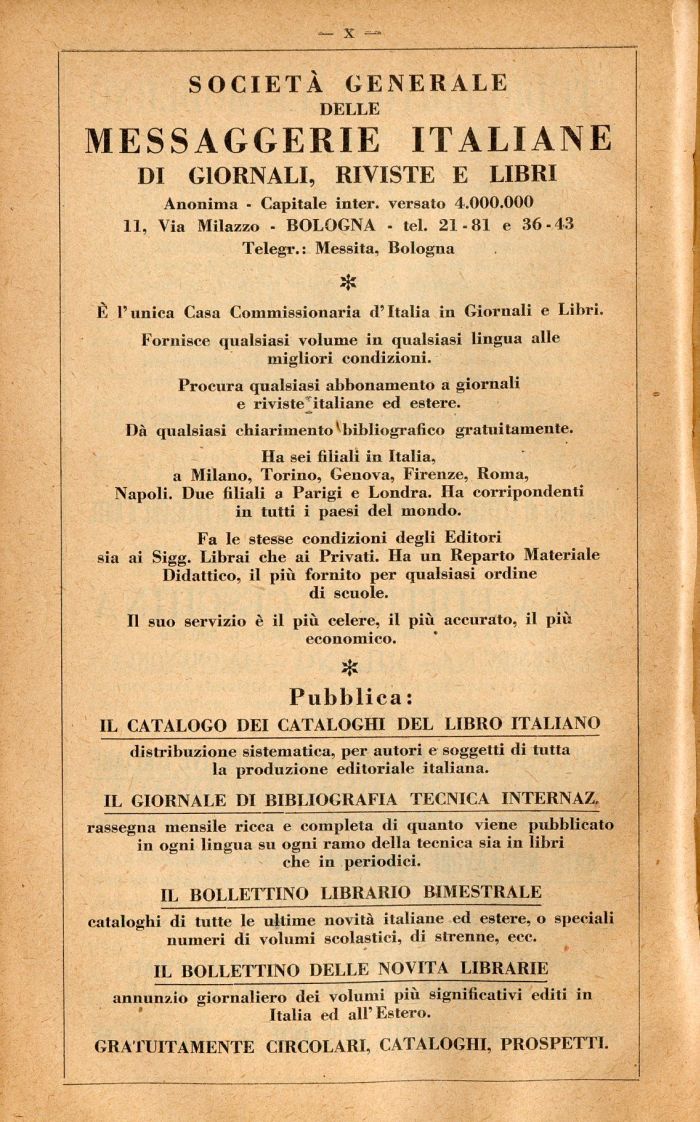 — X —
SOCIETÀ GENERALE
DELLE
MESSAGGERIE ITALIANE
DI GIORNALI, RIVISTE E LIBRI
Anonima - Capitale inter. versato 4.000.000
11, Via Milazzo - BOLOGNA - tel. 21-81 e 36-43
Telegr.: Messita, Bologna
*
È l'unica Casa Commissionaria d'Italia in Giornali e Libri.
Fornisce qualsiasi volume in qualsiasi lingua alle
migliori condizioni.
Procura qualsiasi abbonamento a giornali
e riviste italiane ed estere.
Dà qualsiasi chiarimento bibliografico gratuitamente.
Ha sei filiali in Italia,
a Milano, Torino, Genova, Firenze, Roma,
Napoli. Due filiali a Parigi e Londra. Ha corripondenti
in tutti i paesi del mondo.
Fa le stesse condizioni degli Editori
sia ai Sigg. Librai che ai Privati. Ha un Reparto Materiale
Didattico, il più fornito per qualsiasi ordine
di scuole.
Il suo servizio è il più celere, il più accurato, il più
economico.
*
Pubblica:
IL CATALOGO DEI CATALOGHI DEL LIBRO ITALIANO
distribuzione sistematica, per autori e soggetti di tutta
la produzione editoriale italiana.
IL GIORNALE DI BIBLIOGRAFIA TECNICA INTERNAZ.
rassegna mensile ricca e completa di quanto viene pubblicato
in ogni lingua su ogni ramo della tecnica sia in libri
che in periodici.
IL BOLLETTINO LIBRARIO BIMESTRALE
cataloghi di tutte le ultime novità italiane ed estere, o speciali
numeri di volumi scolastici, di strenne, ecc.
IL BOLLETTINO DELLE NOVITA LIBRARIE
annunzio giornaliero dei volumi più significativi editi in
Italia ed all'Estero.
GRATUITAMENTE CIRCOLARI, CATALOGHI, PROSPETTI.